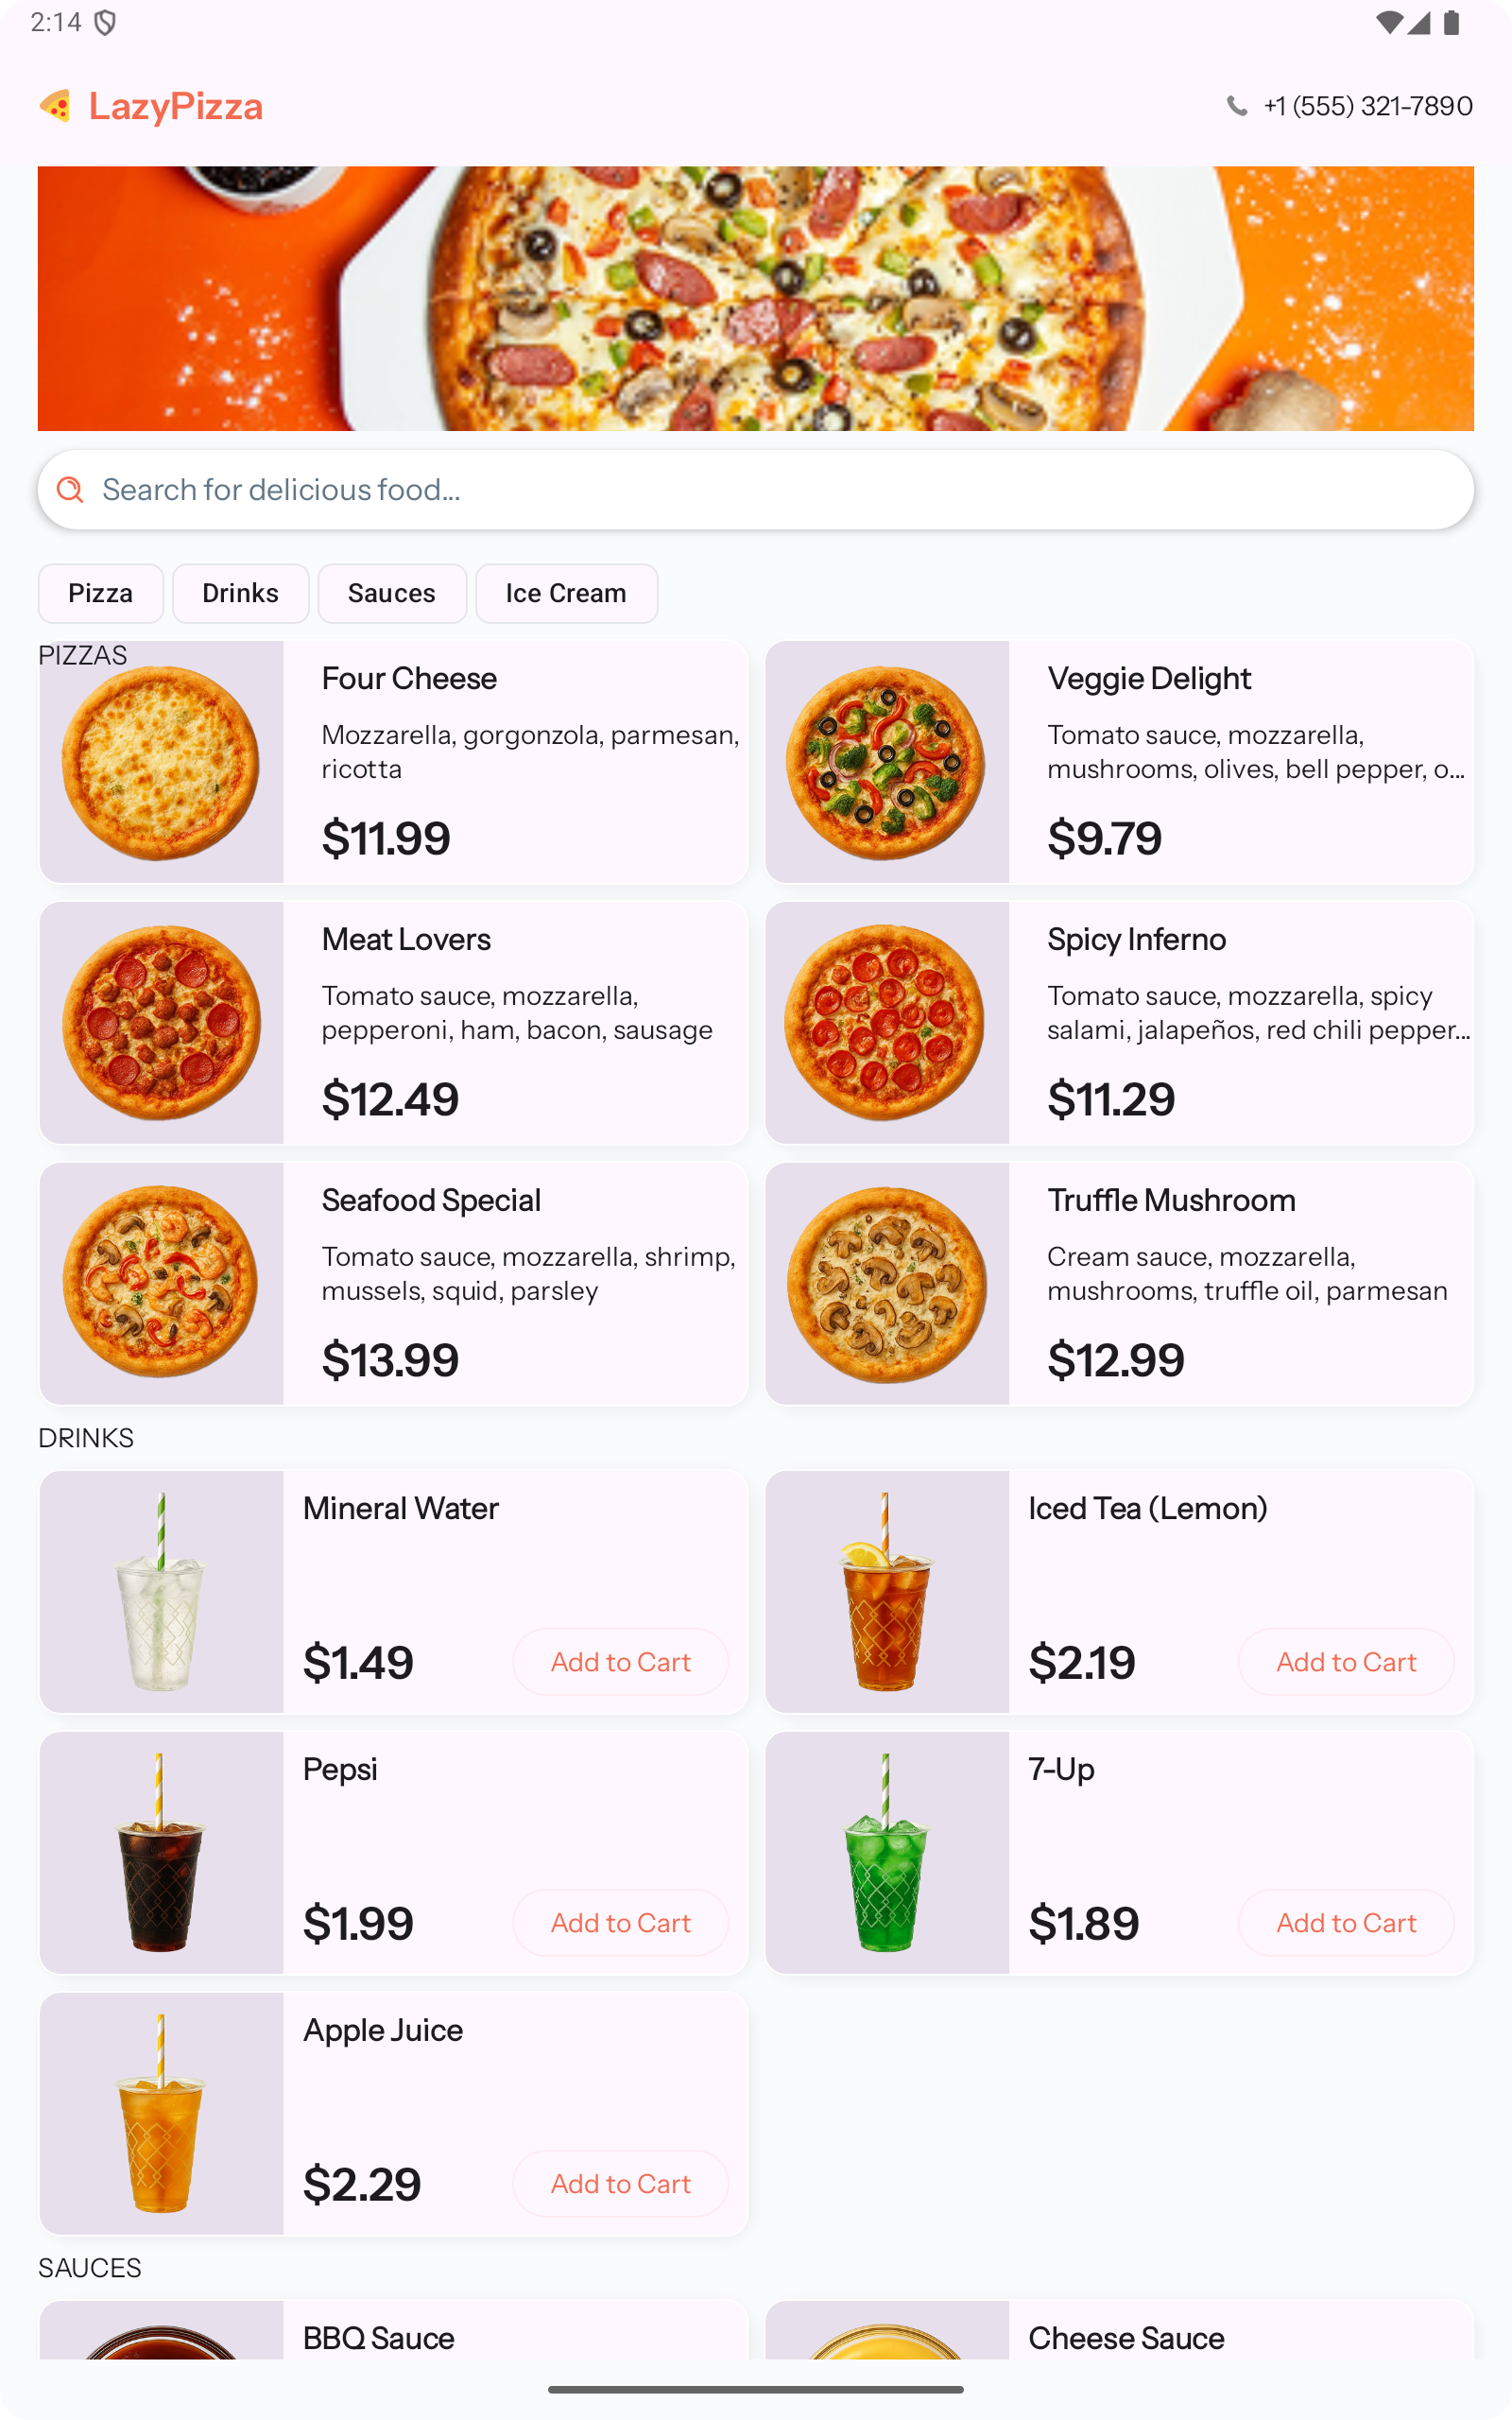 2:14
LazyPizza
+1 (555) 321-7890
Search for delicious food...
Pizza
Drinks
Sauces
Ice Cream
PIZZAS
Four Cheese
Mozzarella, gorgonzola, parmesan,
ricotta
$11.99
Veggie Delight
Tomato sauce, mozzarella,
mushrooms, olives, bell pepper, o...
$9.79
Meat Lovers
Tomato sauce, mozzarella,
pepperoni, ham, bacon, sausage
$12.49
Spicy Inferno
Tomato sauce, mozzarella, spicy
salami, jalapeños, red chili pepper...
$11.29
Seafood Special
Tomato sauce, mozzarella, shrimp,
mussels, squid, parsley
$13.99
Truffle Mushroom
Cream sauce, mozzarella,
mushrooms, truffle oil, parmesan
$12.99
DRINKS
Mineral Water
$1.49
Add to Cart
Iced Tea (Lemon)
$2.19
Add to Cart
Pepsi
$1.99
Add to Cart
7-Up
$1.89
Add to Cart
Apple Juice
$2.29
Add to Cart
SAUCES
BBQ Sauce
Cheese Sauce